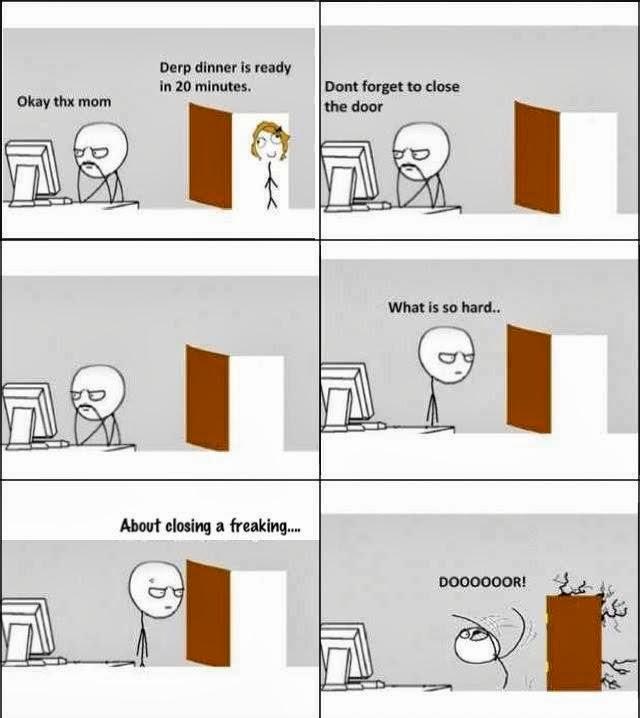 Derp dinner is ready
in 20 minutes.
Okay thx mom
Dont forget to close
the door
What is so hard..
About closing a freaking....
DOOOOOOR!